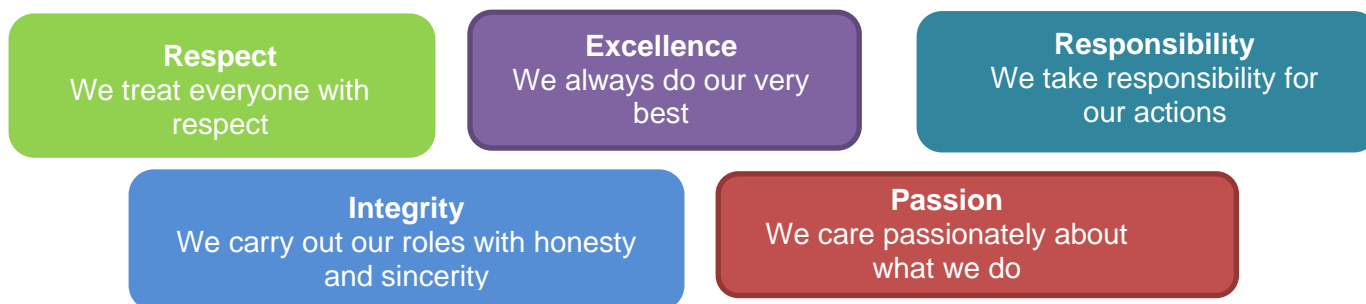 Respect
We treat everyone with
respect
Excellence
We always do our very
best
Responsibility
We take responsibility for
our actions
Integrity
We carry out our roles with honesty
and sincerity
Passion
We care passionately about
what we do